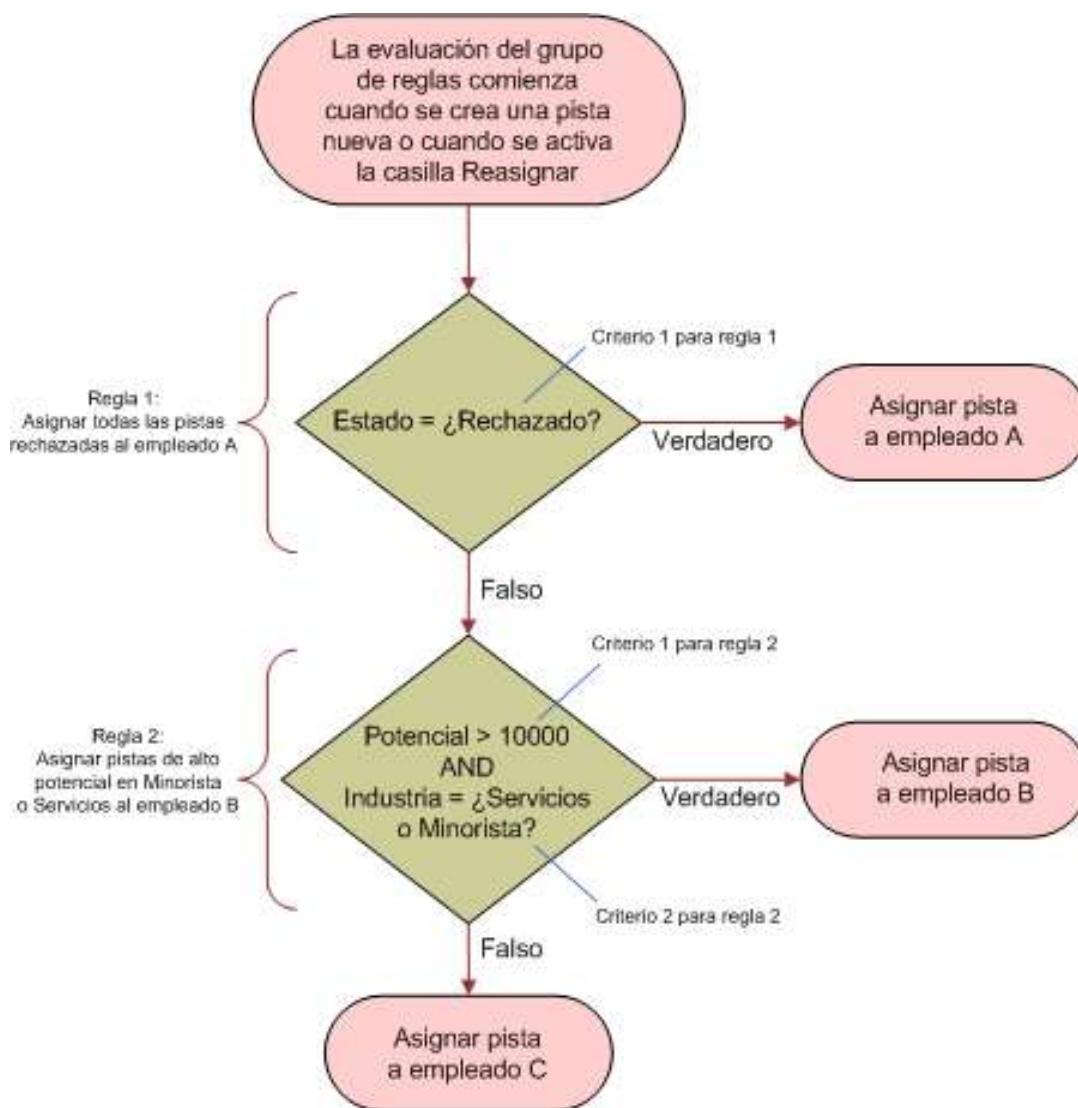 La evaluación del grupo
de reglas comienza
cuando se crea una pista
nueva o cuando se activa
la casilla Reasignar
Criterio 1 para regla 1
Regla 1:
Asignar todas las pistas
rechazadas al empleado A
Estado = ¿Rechazado?
Verdadero
Asignar pista
a empleado A
Falso
Criterio 1 para regla 2
Regla 2:
Asignar pistas de alto
potencial en Minorista
o Servicios al empleado B
Potencial > 10000
AND
Industria = ¿Servicios
o Minorista?
Verdadero
Asignar pista
a empleado B
Criterio 2 para regla 2
Falso
Asignar pista
a empleado C